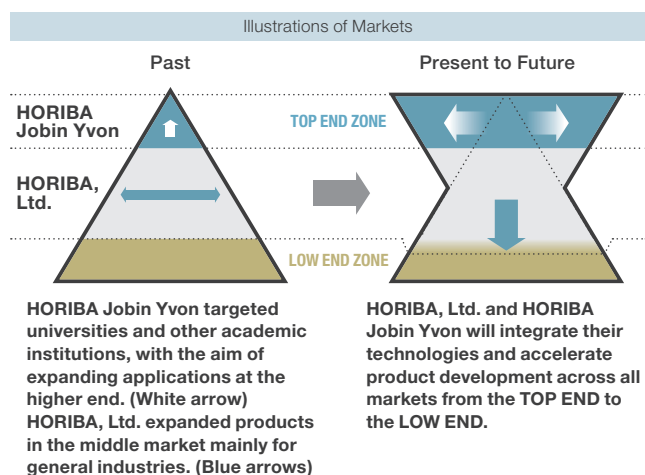 Illustrations of Markets
Past
Present to Future
HORIBA
Jobin Yvon
TOP END ZONE
HORIBA,
Ltd.
LOW END ZONE
HORIBA Jobin Yvon targeted
universities and other academic
institutions, with the aim of
expanding applications at the
higher end. (White arrow)
HORIBA, Ltd. expanded products
in the middle market mainly for
general industries. (Blue arrows)
HORIBA, Ltd. and HORIBA
Jobin Yvon will integrate their
technologies and accelerate
product development across all
markets from the TOP END to
the LOW END.